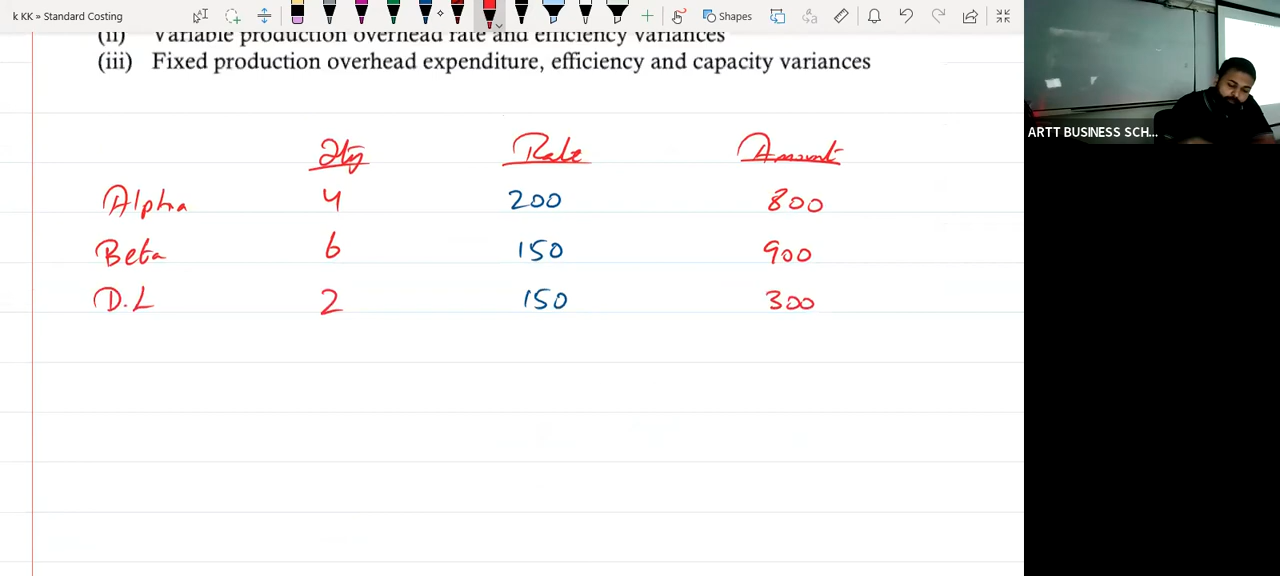 k KK » Standard Costing
Shapes
(ii) Variable production overhead rate and efficiency variances
(iii) Fixed production overhead expenditure, efficiency and capacity variances
Qty Rate Amount
Alpha 4 200 800
Beta 6 150 900
D.L 2 150 300
ARTT BUSINESS SCH...